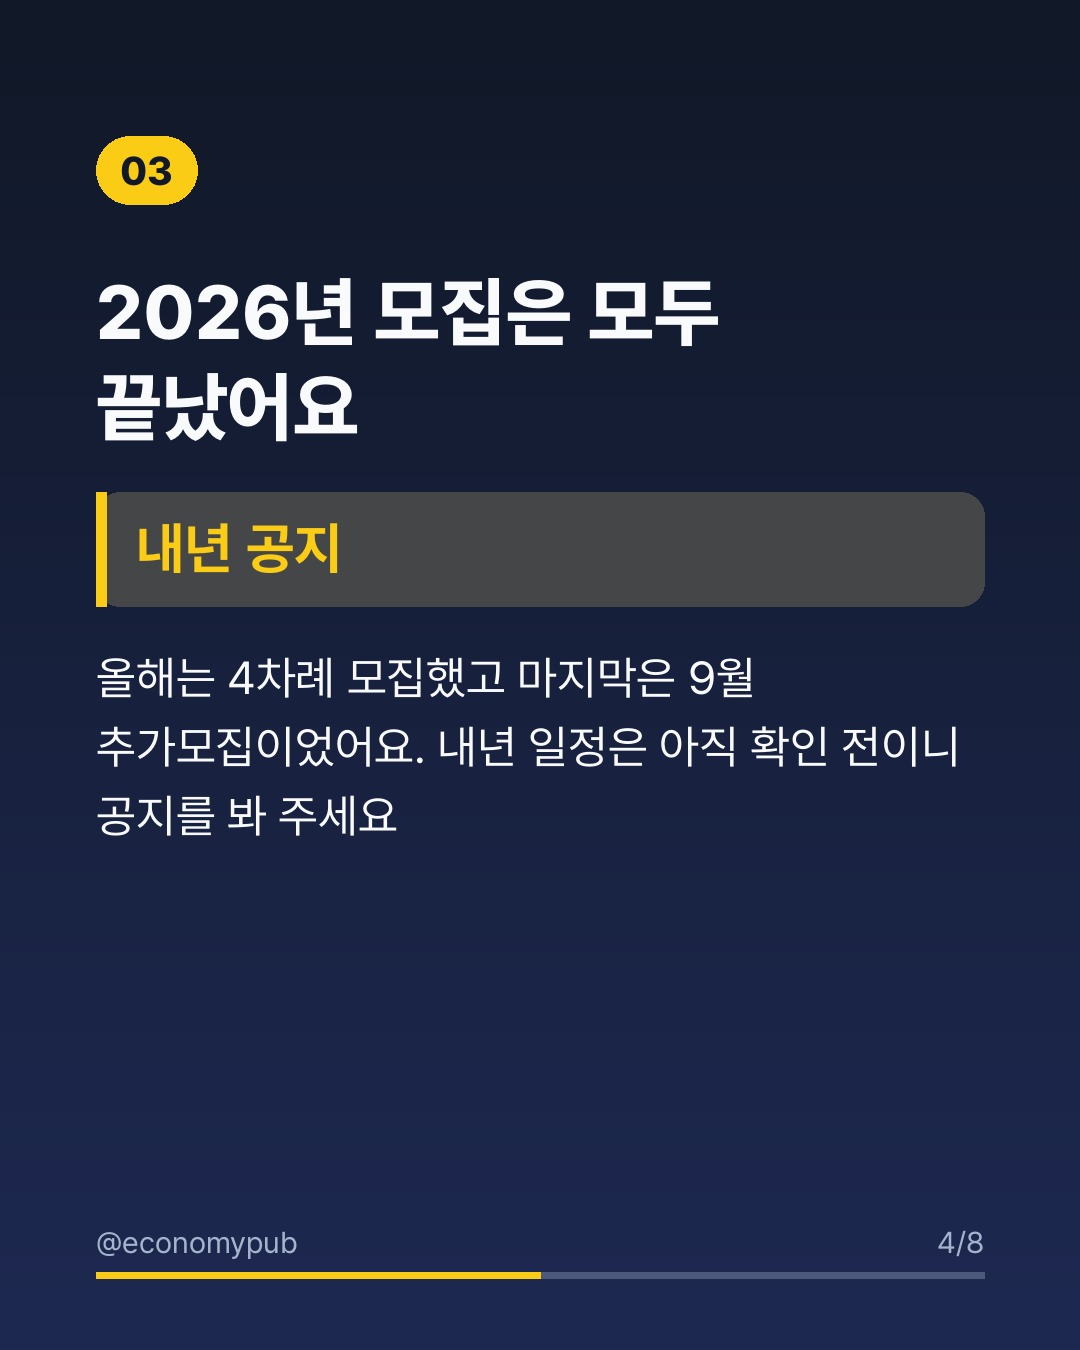 03
2026년 모집은 모두
끝났어요
내년 공지
올해는 4차례 모집했고 마지막은 9월
추가모집이었어요. 내년 일정은 아직 확인 전이니
공지를 봐 주세요
@economypub
4/8